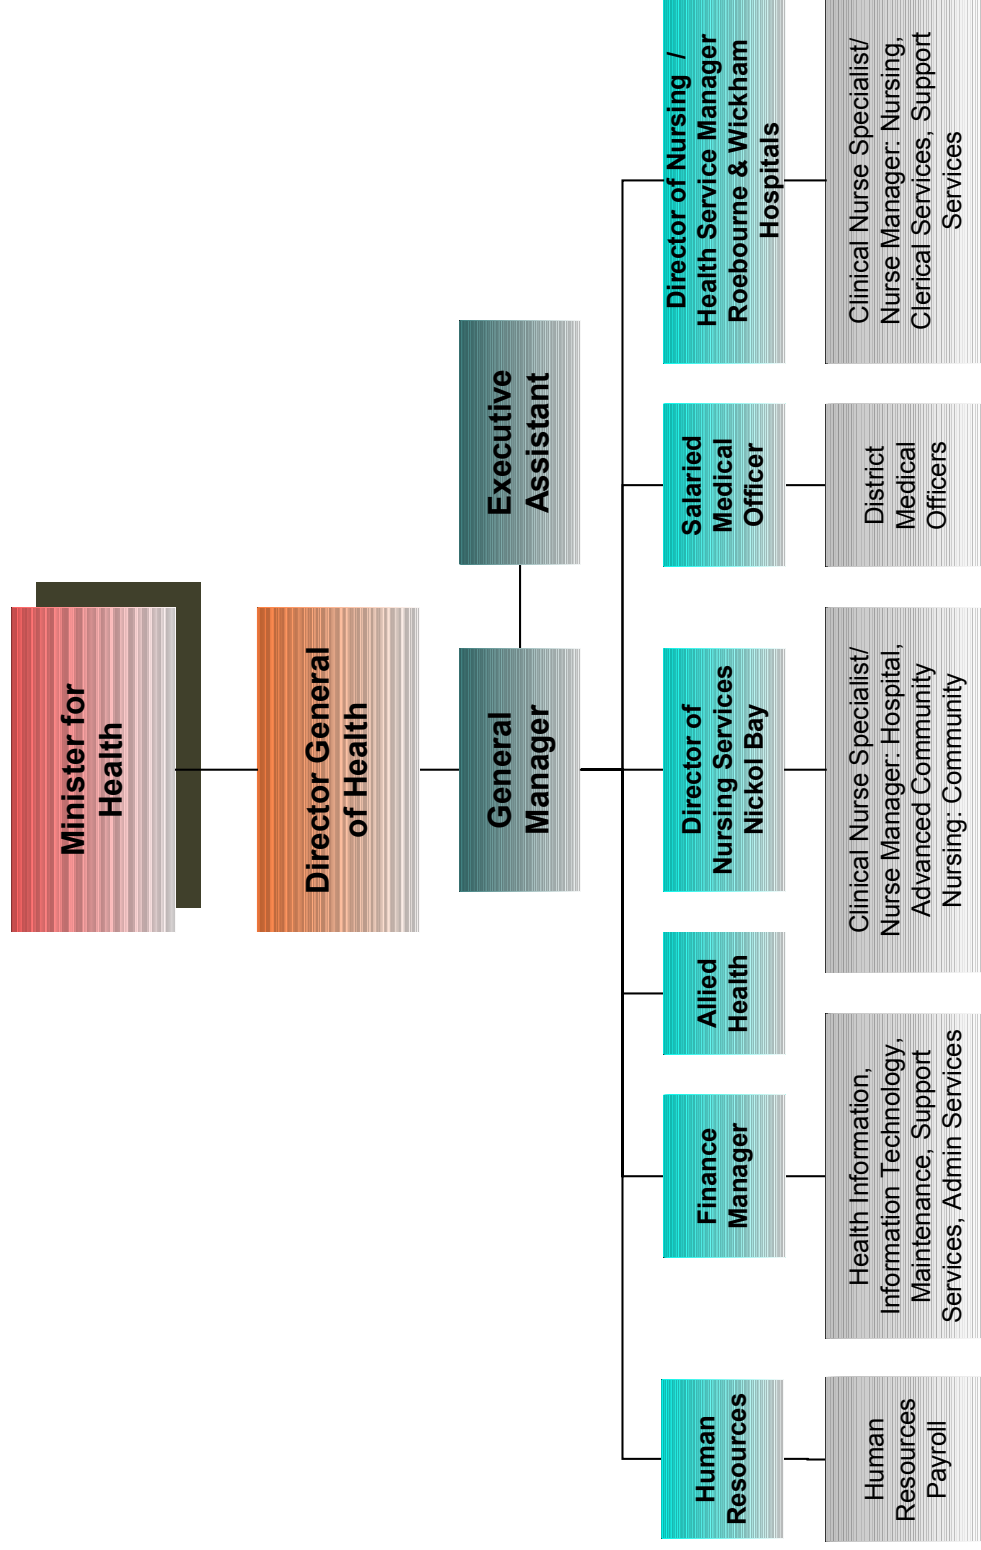 Minister for
Health
Director General
of Health
General
Manager
Executive
Assistant
Human
Resources
Finance
Manager
Allied
Health
Director of
Nursing Services
Nickol Bay
Salaried
Medical
Officer
Director of Nursing /
Health Service Manager
Roebourne & Wickham
Hospitals
Human
Resources
Payroll
Health Information,
Information Technology,
Maintenance, Support
Services, Admin Services
Clinical Nurse Specialist/
Nurse Manager: Hospital,
Advanced Community
Nursing: Community
District
Medical
Officers
Clinical Nurse Specialist/
Nurse Manager: Nursing,
Clerical Services, Support
Services